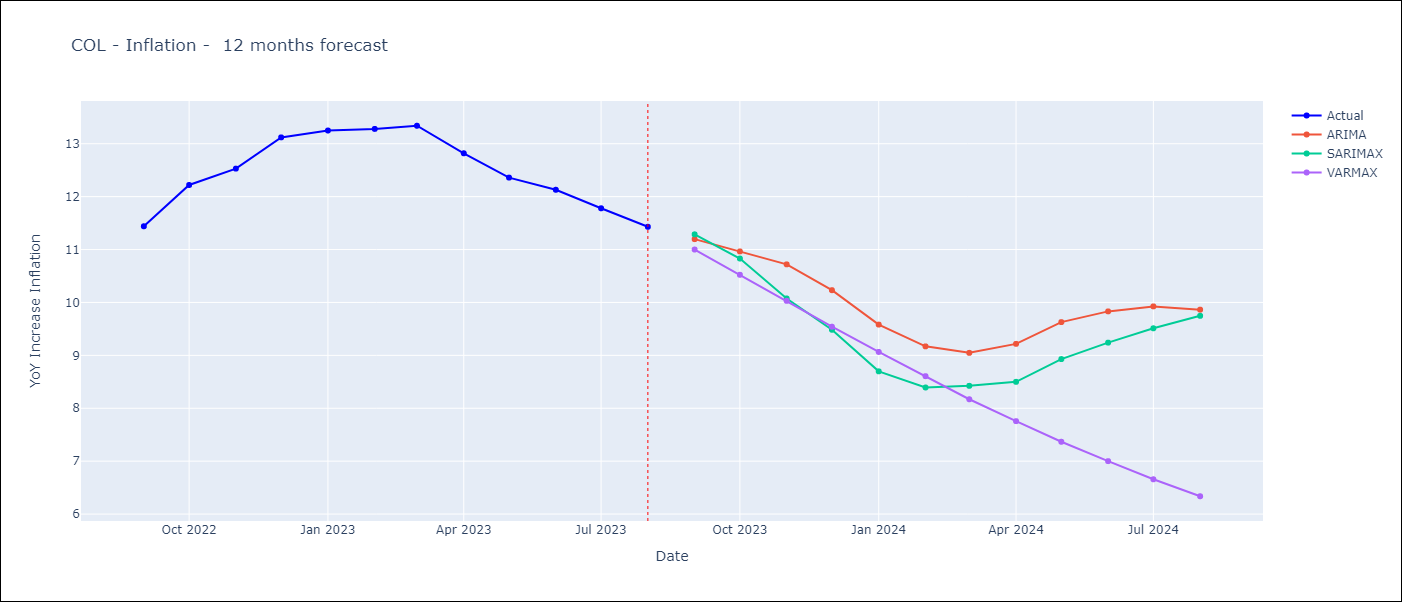 COL - Inflation -  12 months forecast
Actual
ARIMA
SARIMAX
VARMAX
YoY Increase Inflation
13
12
11
10
9
8
7
6
Oct 2022
Jan 2023
Apr 2023
Jul 2023
Oct 2023
Jan 2024
Apr 2024
Jul 2024
Date